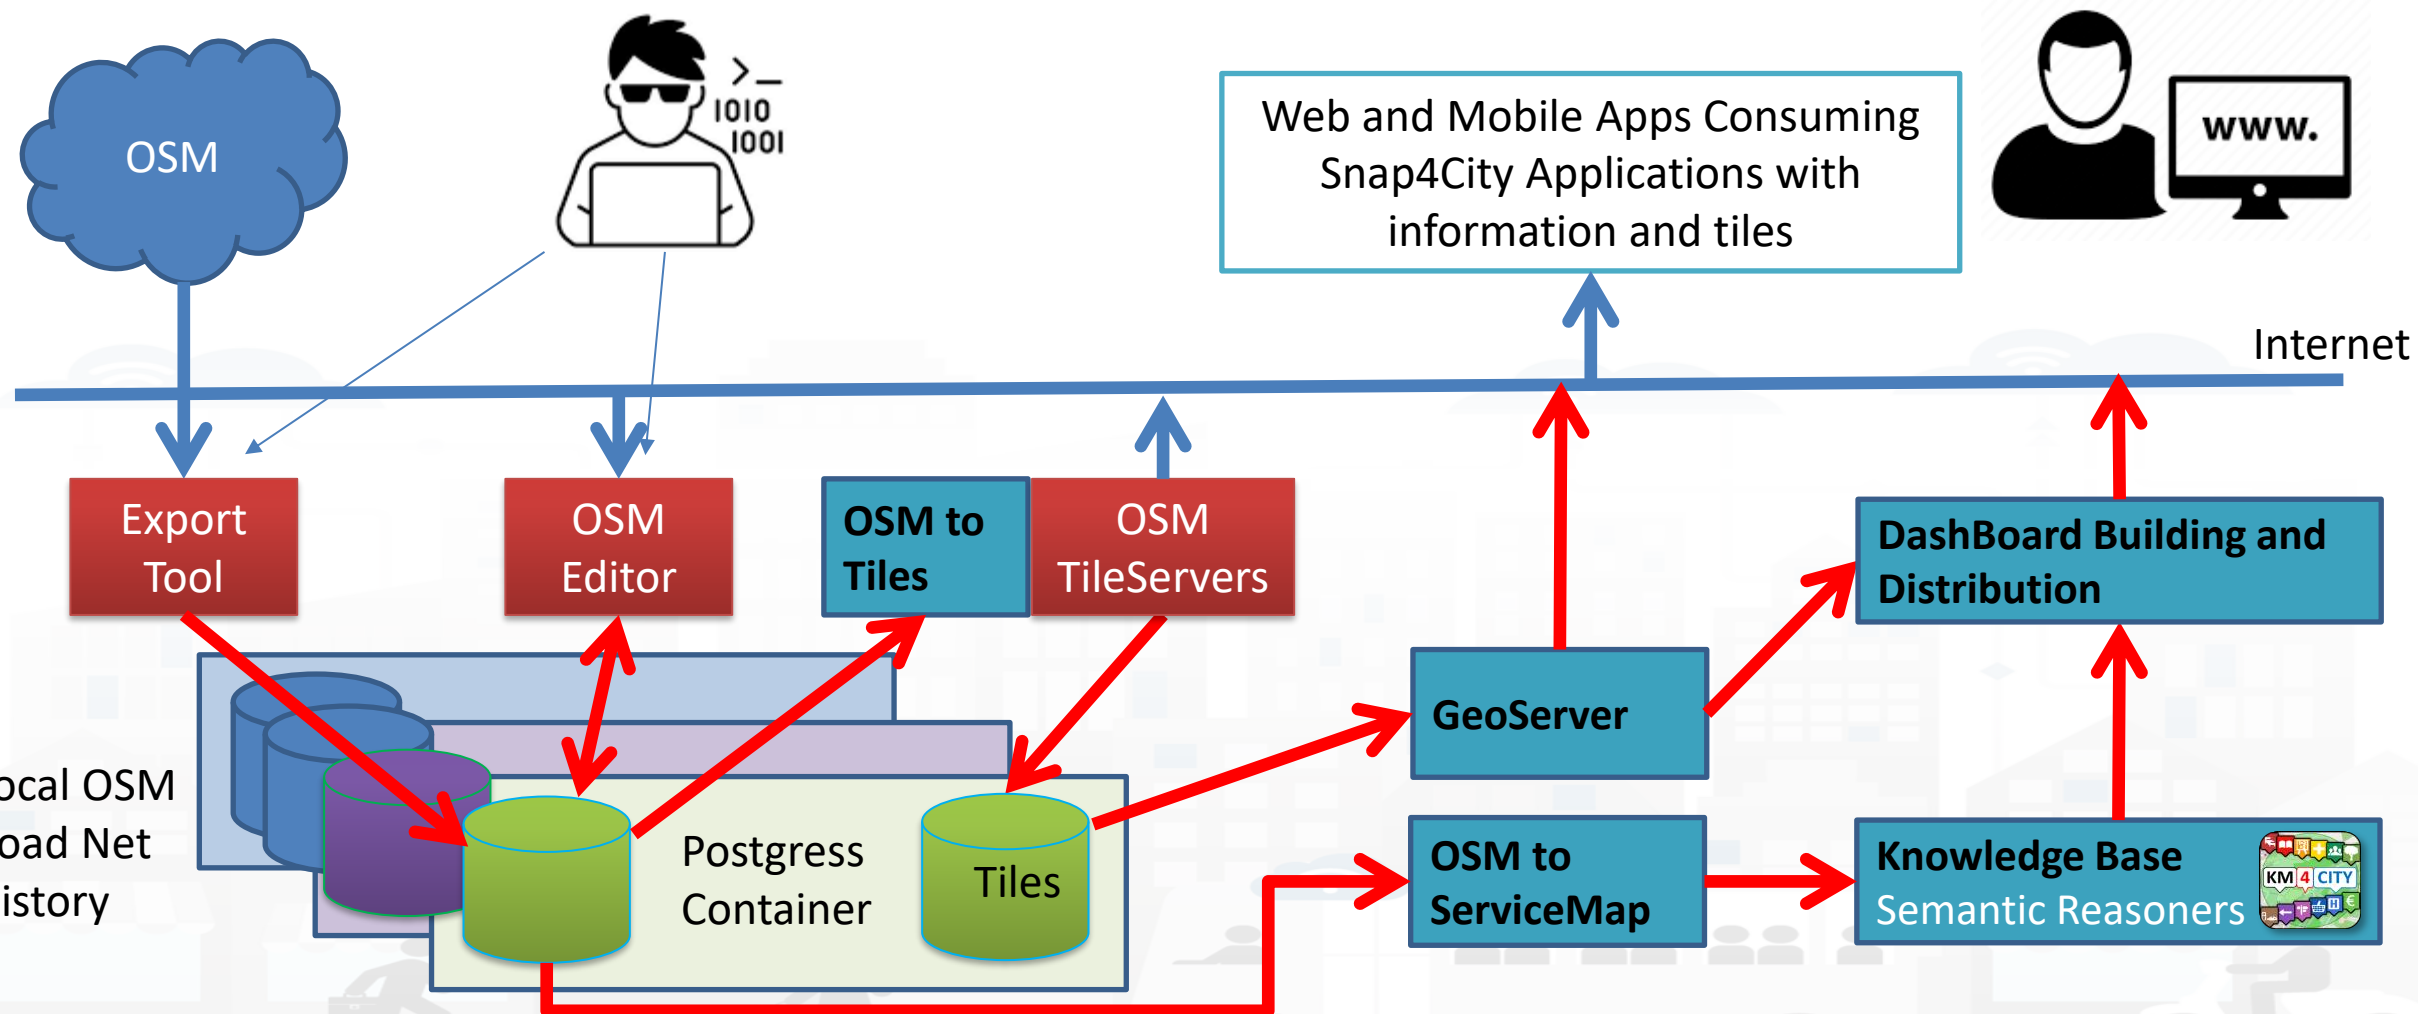 OSM
>_
1010
1001
Web and Mobile Apps Consuming
Snap4City Applications with
information and tiles
www.
Internet
Export
Tool
OSM
Editor
OSM to
Tiles
OSM
TileServers
DashBoard Building and
Distribution
GeoServer
ocal OSM
oad Net
istory
Postgress
Container
Tiles
OSM to
ServiceMap
Knowledge Base
Semantic Reasoners
KM 4 CITY